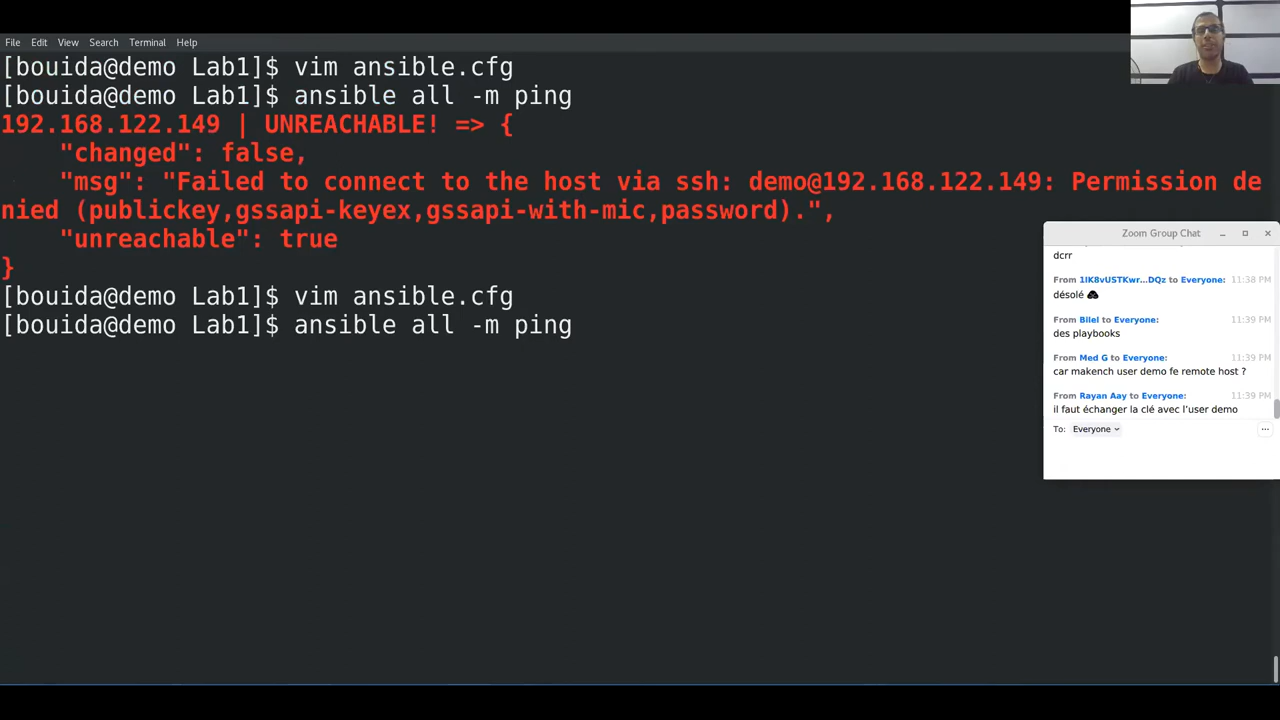 File Edit View Search Terminal Help
[bouida@demo Lab1]$ vim ansible.cfg
[bouida@demo Lab1]$ ansible all -m ping
192.168.122.149 | UNREACHABLE! => {
"changed": false,
"msg": "Failed to connect to the host via ssh: demo@192.168.122.149: Permission de
nied (publickey,gssapi-keyex,gssapi-with-mic,password).",
"unreachable": true
}
[bouida@demo Lab1]$ vim ansible.cfg
[bouida@demo Lab1]$ ansible all -m ping
Zoom Group Chat
dcrr
From 1lK8vUSTKwr...DQz to Everyone: 11:38 PM
désolé
From Bilel to Everyone: 11:39 PM
des playbooks
From Med G to Everyone: 11:39 PM
car makench user demo fe remote host ?
From Rayan Aay to Everyone: 11:39 PM
il faut échanger la clé avec l'user demo
To: Everyone